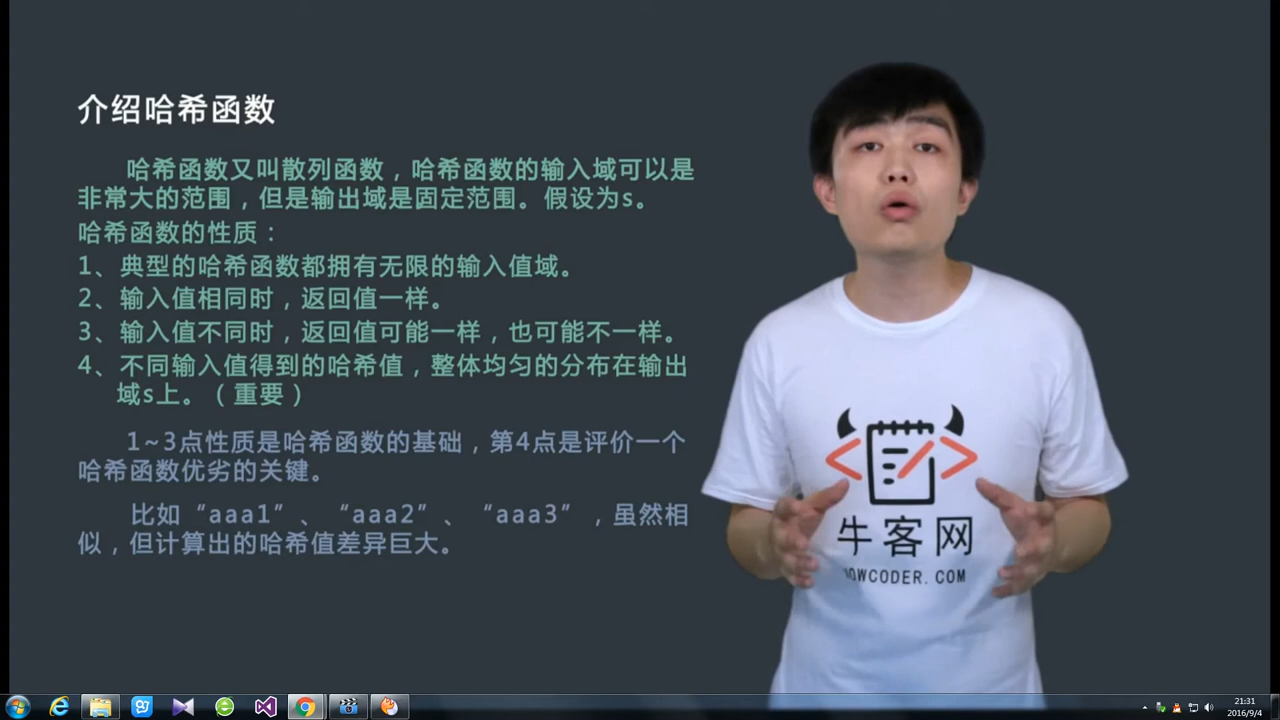 介绍哈希函数
哈希函数又叫散列函数，哈希函数的输入域可以是
非常大的范围，但是输出域是固定范围。假设为s。
哈希函数的性质：
1、典型的哈希函数都拥有无限的输入值域。
2、输入值相同时，返回值一样。
3、输入值不同时，返回值可能一样，也可能不一样。
4、不同输入值得到的哈希值，整体均匀的分布在输出
域s上。（重要）
1~3点性质是哈希函数的基础，第4点是评价一个
哈希函数优劣的关键。
比如“aaa1”、“aaa2”、“aaa3”，虽然相
似，但计算出的哈希值差异巨大。
牛客网
OWCODER.COM
21:31
2016/9/4